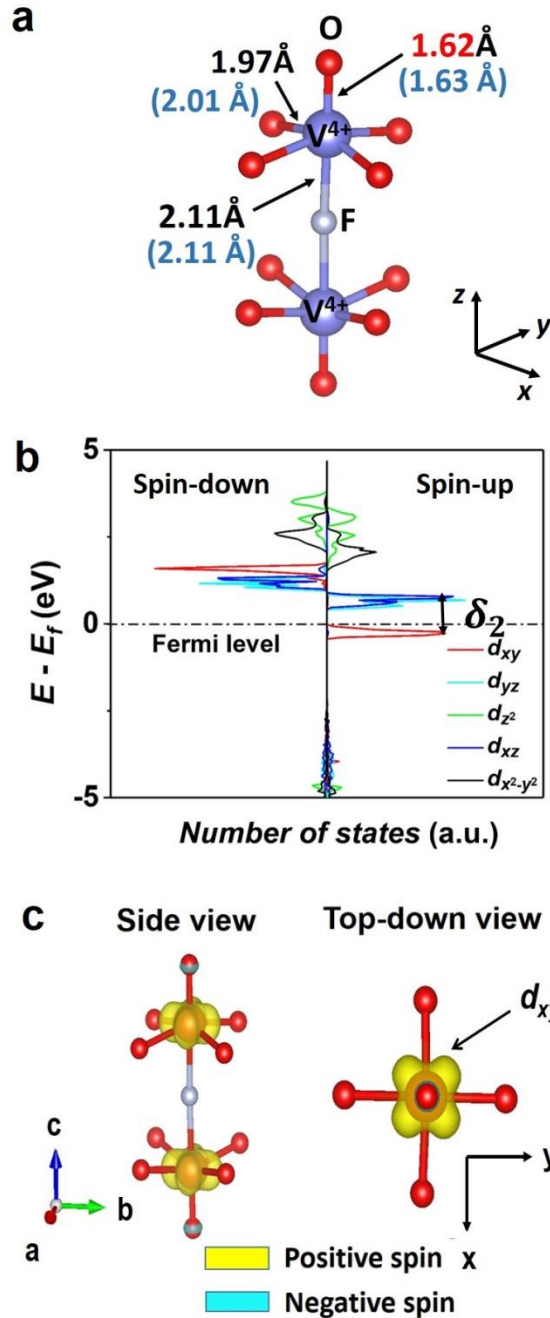 a
O
1.97Å
(2.01 Å)
1.62Å
(1.63 Å)
V4+
2.11Å
(2.11 Å)
F
V4+
z
y
x
b
5
Spin-down
Spin-up
0
Fermi level
δ2
dxy
dyz
dz2
dxz
dx2-y2
-5
E - Ef (eV)
Number of states (a.u.)
c
Side view
Top-down view
dxy
c
b
a
y
x
Positive spin
Negative spin